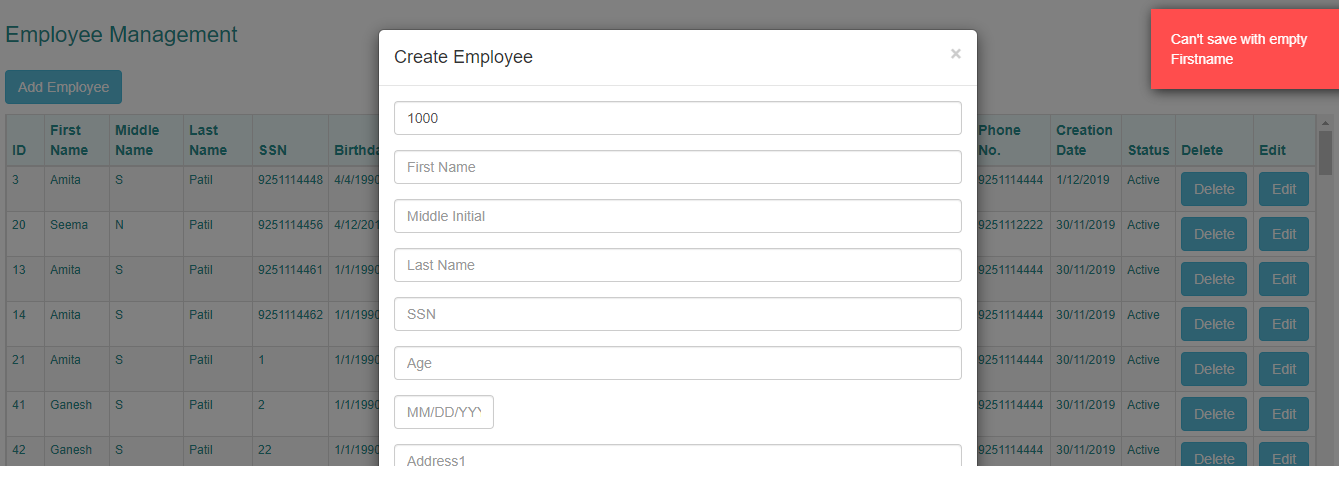 Employee Management
Can't save with empty
Firstname
Create Employee
×
Add Employee
1000
First Name
Middle Initial
Last Name
SSN
Age
MM/DD/YYY
Address1
ID First Name Middle Name Last Name SSN Birthda Phone No. Creation Date Status Delete Edit
3 Amita S Patil 9251114448 4/4/1990 9251114444 1/12/2019 Active Delete Edit
20 Seema N Patil 9251114456 4/12/201 9251112222 30/11/2019 Active Delete Edit
13 Amita S Patil 9251114461 1/1/1990 9251114444 30/11/2019 Active Delete Edit
14 Amita S Patil 9251114462 1/1/1990 9251114444 30/11/2019 Active Delete Edit
21 Amita S Patil 1 1/1/1990 9251114444 30/11/2019 Active Delete Edit
41 Ganesh S Patil 2 1/1/1990 9251114444 30/11/2019 Active Delete Edit
42 Ganesh S Patil 22 1/1/1990 9251114444 30/11/2019 Active Delete Edit